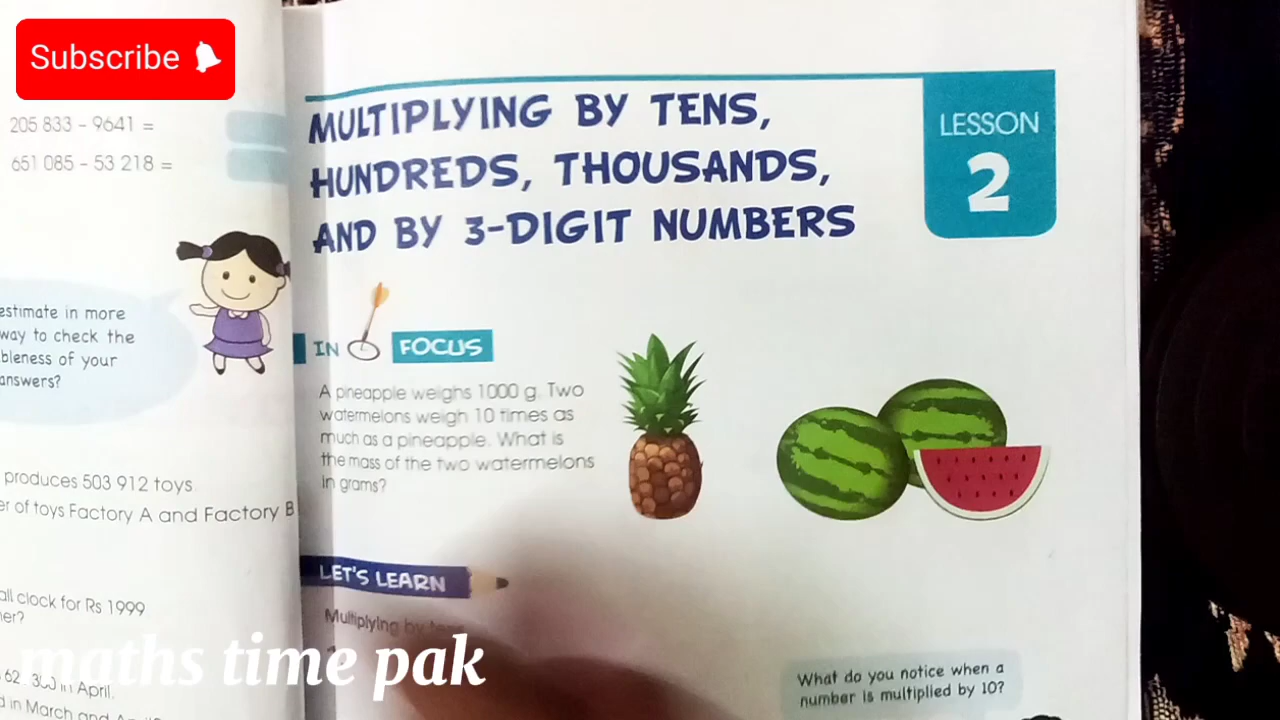 Subscribe
205 833 – 9641 =
651 085 – 53 218 =
estimate in more
way to check the
bleness of your
answers?
produces 503 912 toys.
er of toys Factory A and Factory B
all clock for Rs 1999
her?
in April.
MULTIPLYING BY TENS,
HUNDREDS, THOUSANDS,
AND BY 3-DIGIT NUMBERS
LESSON
2
IN FOCUS
A pineapple weighs 1000 g. Two
watermelons weigh 10 times as
much as a pineapple. What is
the mass of the two watermelons
in grams?
LET'S LEARN
Multiplying by tens
What do you notice when a
number is multiplied by 10?
maths time pak